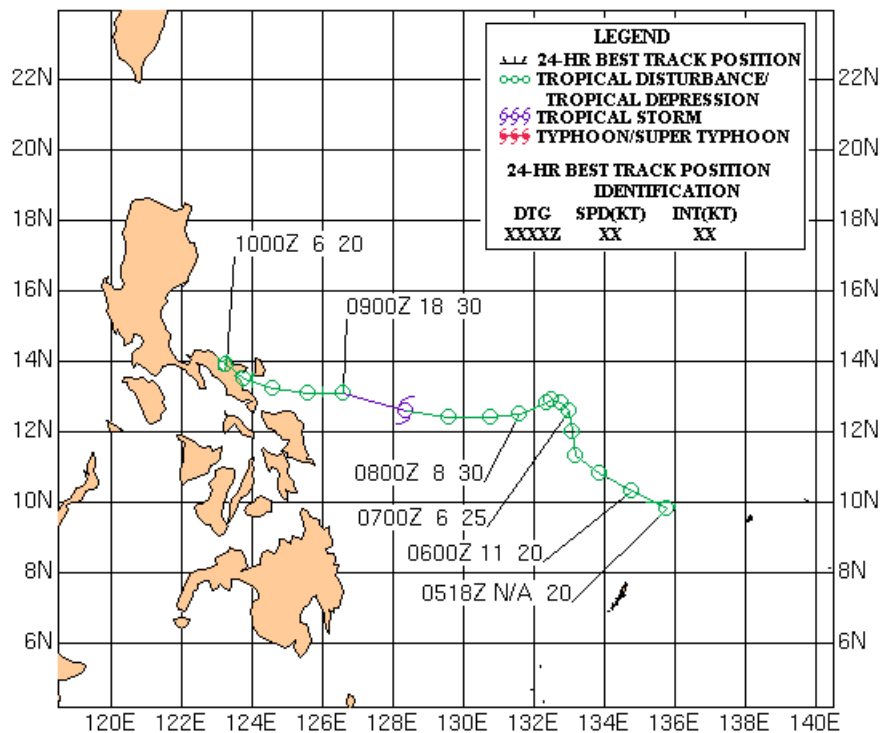 LEGEND
24-HR BEST TRACK POSITION
TROPICAL DISTURBANCE/
TROPICAL DEPRESSION
TROPICAL STORM
TYPHOON/SUPER TYPHOON
24-HR BEST TRACK POSITION
IDENTIFICATION
DTG SPD(KT) INT(KT)
XXXXZ XX XX
22N 22N
20N 20N
18N 18N
1000Z 6 20
16N 16N
0900Z 18 30
14N 14N
12N 12N
0800Z 8 30
0700Z 6 25
10N 10N
0600Z 11 20
0518Z N/A 20
8N 8N
6N 6N
120E 122E 124E 126E 128E 130E 132E 134E 136E 138E 140E